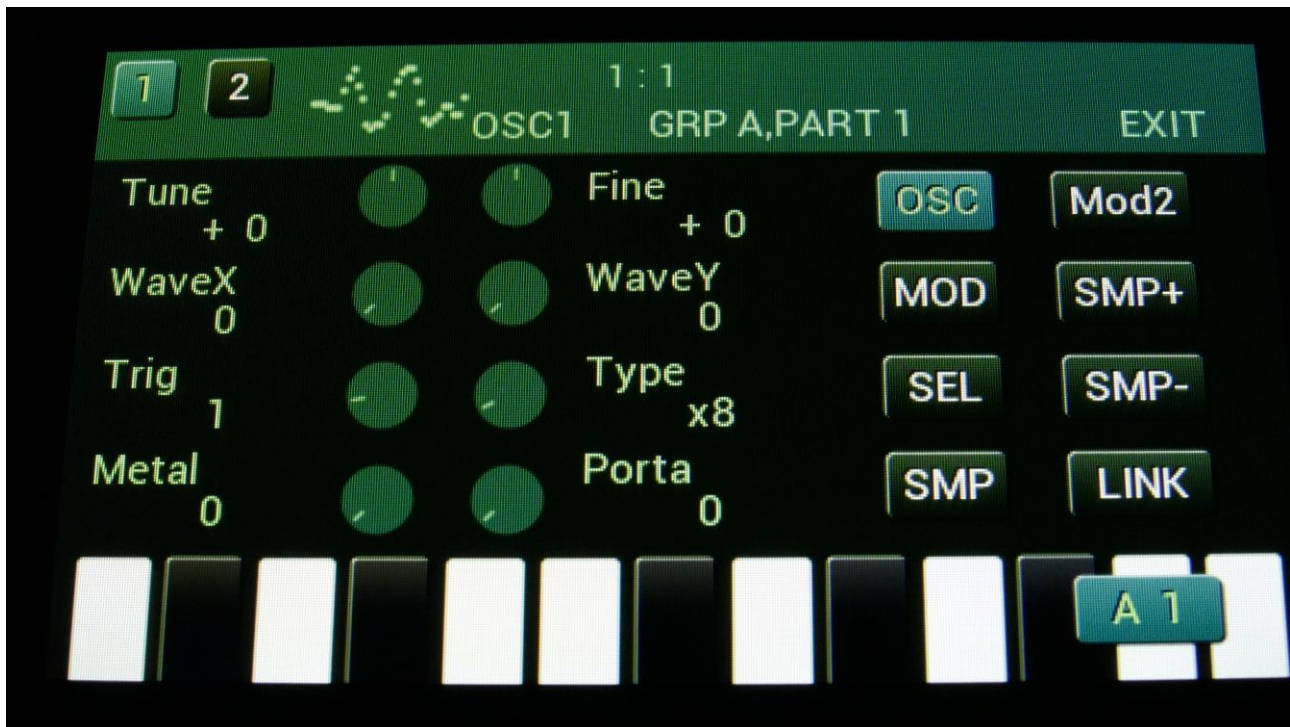 1 2 1 : 1
OSC1 GRP A,PART 1 EXIT
Tune Fine OSC Mod2
+ 0 + 0
WaveX WaveY MOD SMP+
0 0
Trig Type SEL SMP-
1 x8
Metal Porta SMP LINK
0 0
A 1